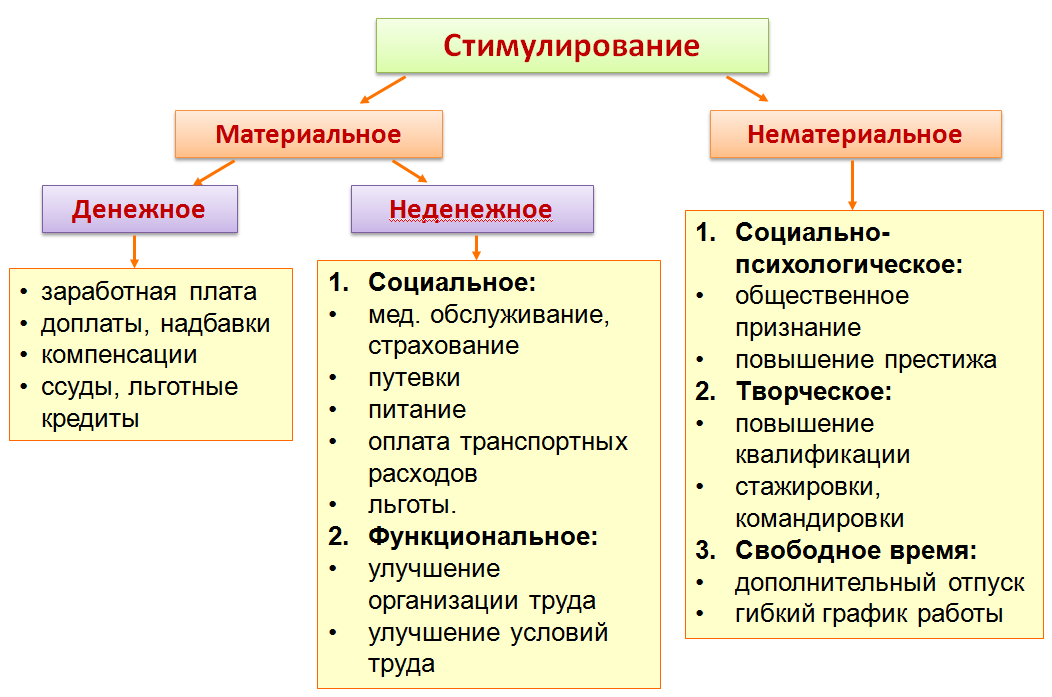 Стимулирование
Материальное
Нематериальное
Денежное
Неденежное
• заработная плата
• доплаты, надбавки
• компенсации
• ссуды, льготные
кредиты
1. Социальное:
• мед. обслуживание,
страхование
• путевки
• питание
• оплата транспортных
расходов
• льготы.
2. Функциональное:
• улучшение
организации труда
• улучшение условий
труда
1. Социально-
психологическое:
• общественное
признание
• повышение престижа
2. Творческое:
• повышение
квалификации
• стажировки,
командировки
3. Свободное время:
• дополнительный отпуск
• гибкий график работы